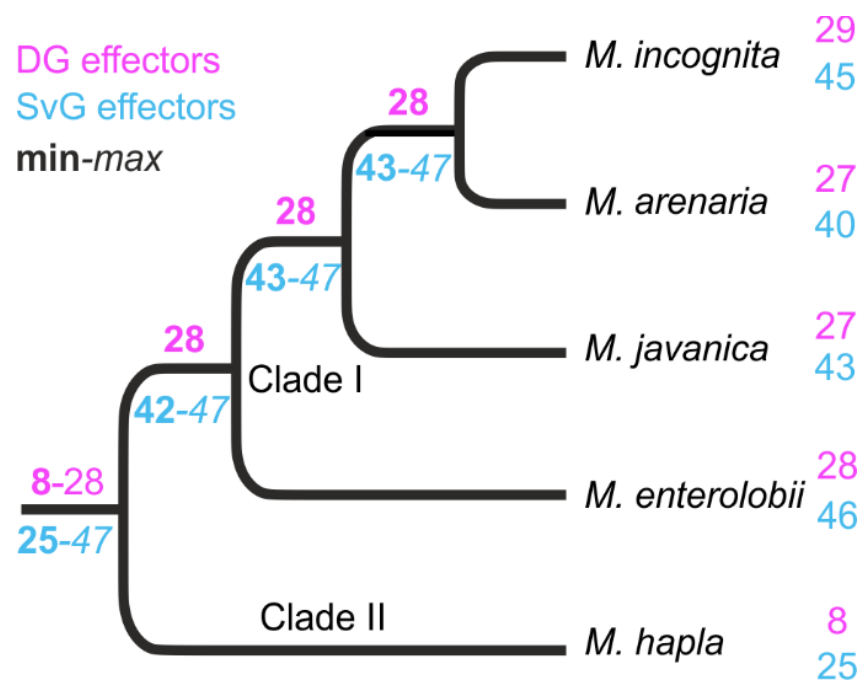 DG effectors
SvG effectors
min-max
28
43-47
28
43-47
28
42-47
Clade I
8-28
25-47
Clade II
M. incognita
29
45
M. arenaria
27
40
M. javanica
27
43
M. enterolobii
28
46
M. hapla
8
25